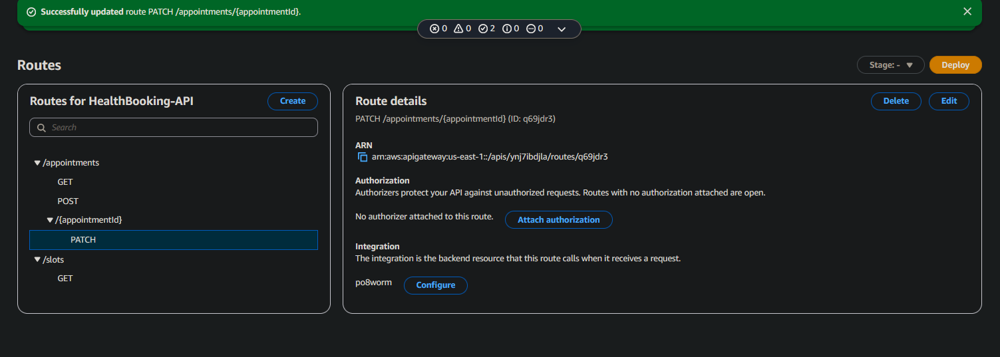 Successfully updated route PATCH /appointments/{appointmentId}.
0 0 2 0 0
Routes
Stage: -
Deploy
Routes for HealthBooking-API
Create
Search
/appointments
GET
POST
/{appointmentId}
PATCH
/slots
GET
Route details
Delete
Edit
PATCH /appointments/{appointmentId} (ID: q69jdr3)
ARN
arn:aws:apigateway:us-east-1::/apis/ynj7ibdjla/routes/q69jdr3
Authorization
Authorizers protect your API against unauthorized requests. Routes with no authorization attached are open.
No authorizer attached to this route.
Attach authorization
Integration
The integration is the backend resource that this route calls when it receives a request.
po8worm
Configure